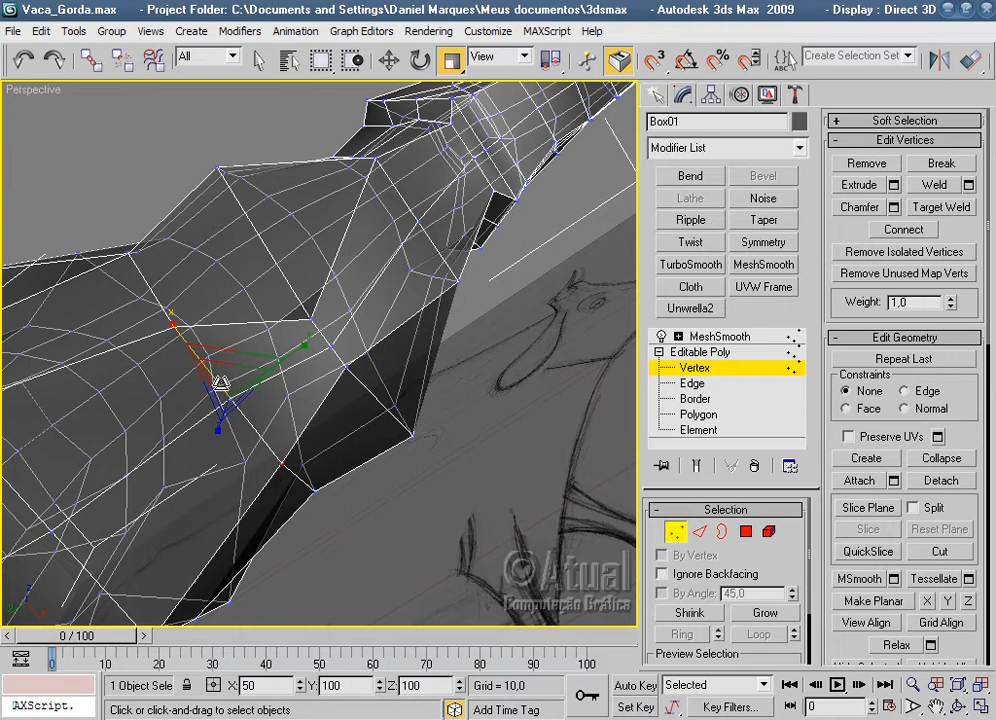 Vaca_Gorda.max - Project Folder: C:\Documents and Settings\Daniel Marques\Meus documentos\3dsmax - Autodesk 3ds Max 2009 - Display : Direct 3D
File Edit Tools Group Views Create Modifiers Animation Graph Editors Rendering Customize MAXScript Help
All View Create Selection Set
Perspective
Box01
Modifier List
Bend Bevel
Lathe Noise
Ripple Taper
Twist Symmetry
TurboSmooth MeshSmooth
Cloth UVW Frame
Unwrella2
MeshSmooth
Editable Poly
Vertex
Edge
Border
Polygon
Element
Selection
By Vertex
Ignore Backfacing
By Angle: 45,0
Shrink Grow
Ring Loop
Preview Selection
Soft Selection
Edit Vertices
Remove Break
Extrude Weld
Chamfer Target Weld
Connect
Remove Isolated Vertices
Remove Unused Map Verts
Weight: 1,0
Edit Geometry
Repeat Last
Constraints
None Edge
Face Normal
Preserve UVs
Create Collapse
Attach Detach
Slice Plane Split
Slice Reset Plane
QuickSlice Cut
MSmooth Tessellate
Make Planar X Y Z
View Align Grid Align
Relax
©Atual
Computação Gráfica
0 / 100
0 10 20 30 40 50 60 70 80 90 100
1 Object Sele X: 50 Y: 100 Z: 100 Grid = 10,0 Auto Key Selected
AXScript. Click or click-and-drag to select objects Add Time Tag Set Key Key Filters... 0